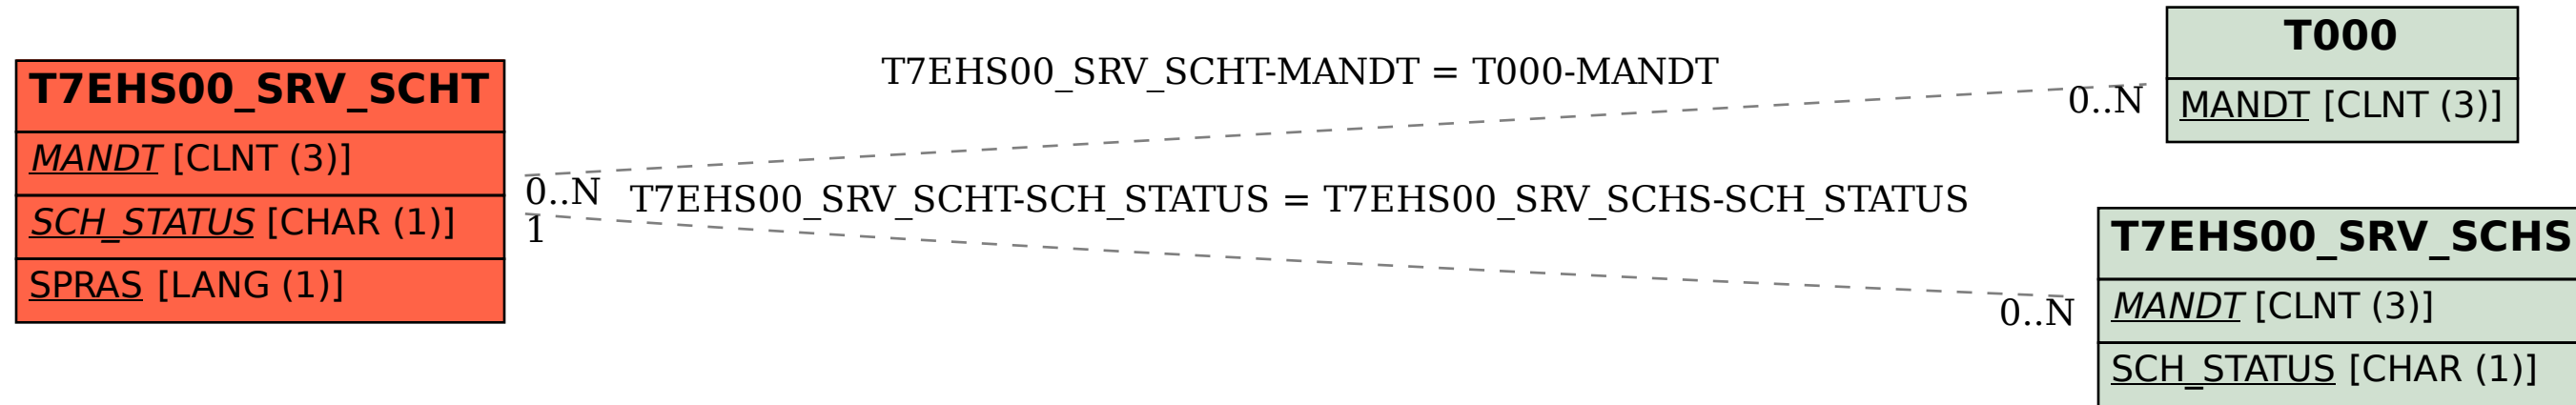 T7EHS00_SRV_SCHT
MANDT [CLNT (3)]
SCH_STATUS [CHAR (1)]
SPRAS [LANG (1)]
T7EHS00_SRV_SCHT-MANDT = T000-MANDT
0..N
0..N
T7EHS00_SRV_SCHT-SCH_STATUS = T7EHS00_SRV_SCHS-SCH_STATUS
1
0..N
T000
MANDT [CLNT (3)]
T7EHS00_SRV_SCHS
MANDT [CLNT (3)]
SCH_STATUS [CHAR (1)]